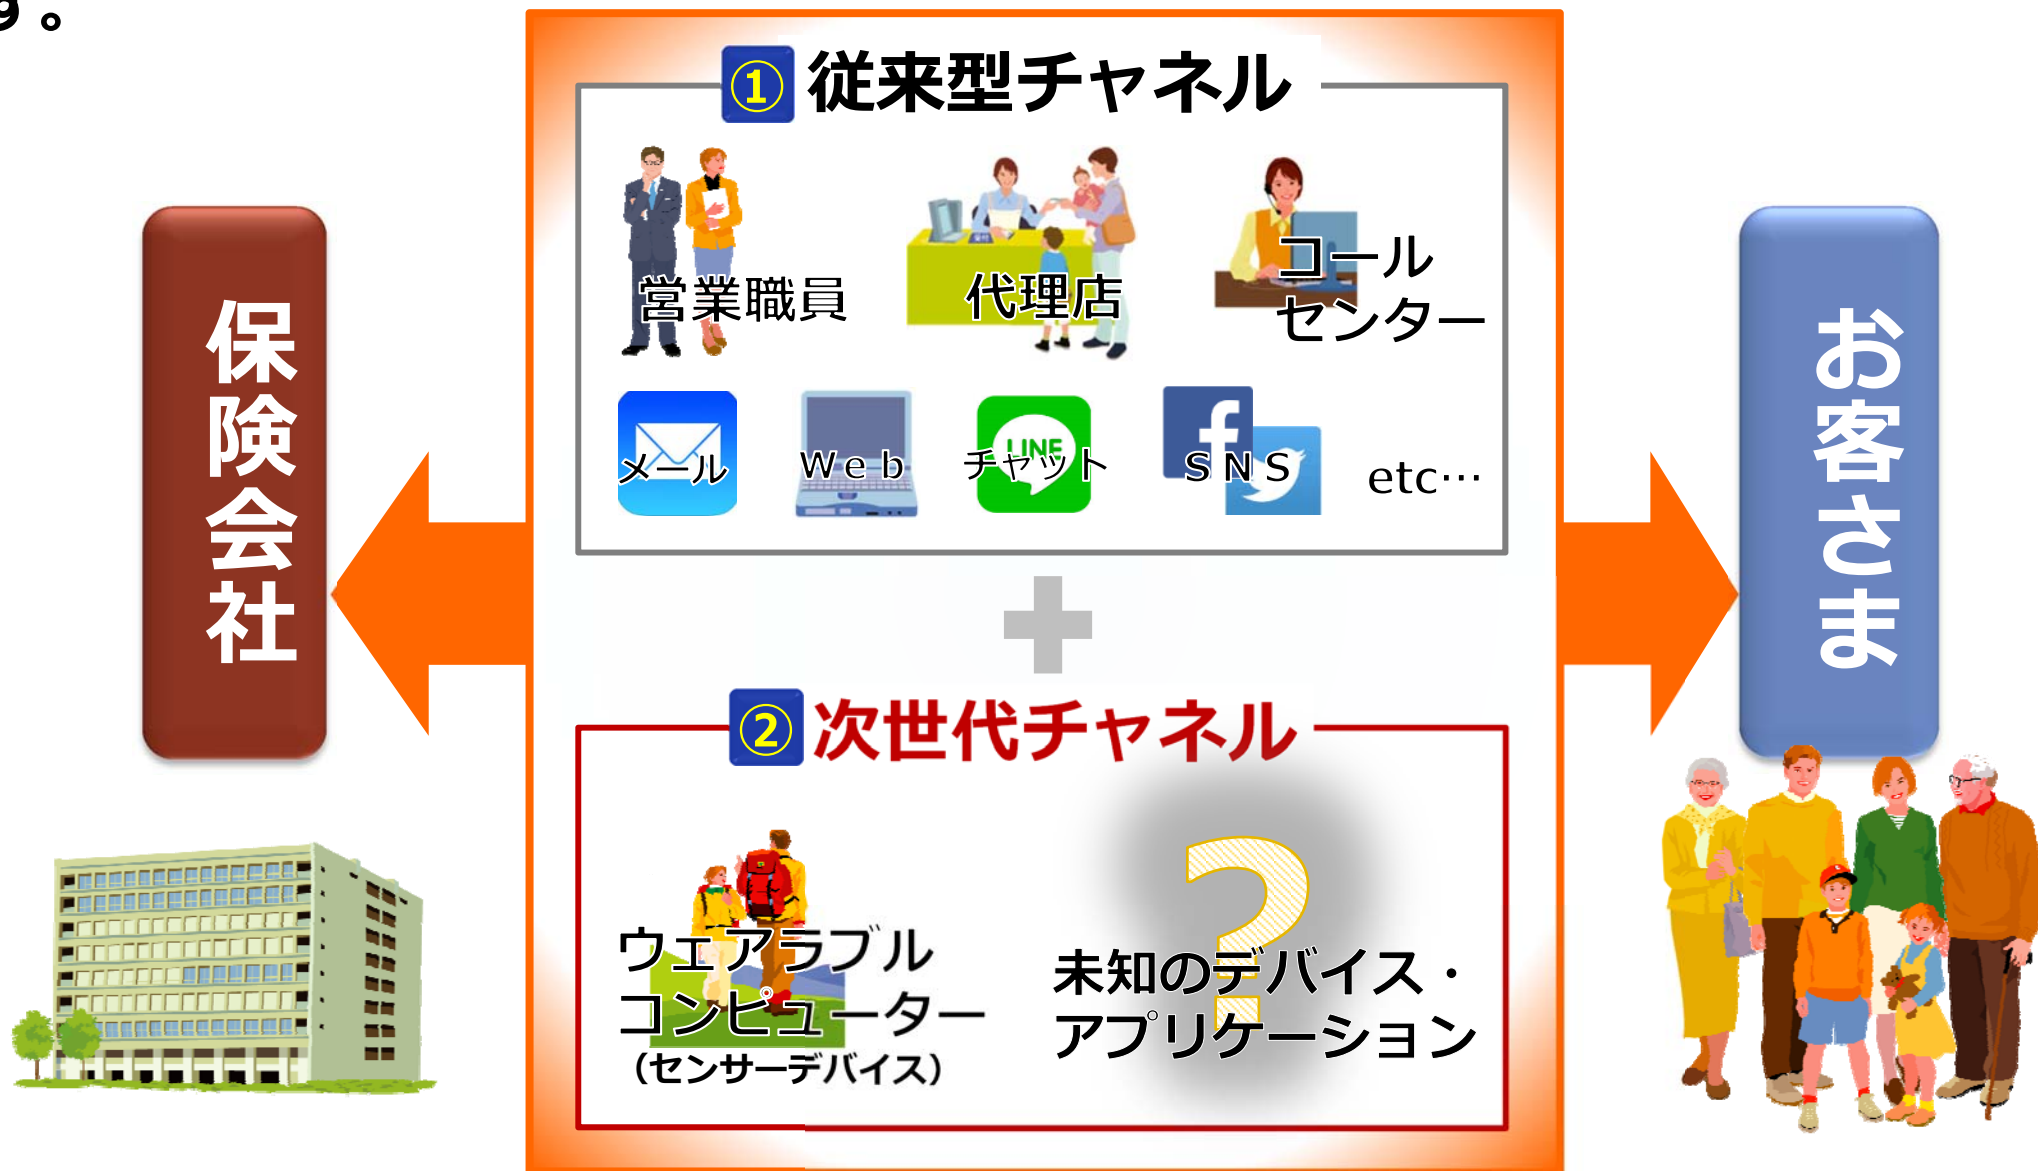 す。
① 従来型チャネル
営業職員
代理店
コール
センター
メール
Web
LINE
チャット
SNS
etc…
保険会社
お客さま
② 次世代チャネル
ウェアラブル
コンピューター
（センサーデバイス）
?
未知のデバイス・
アプリケーション